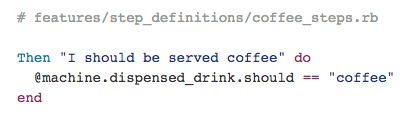 # features/step_definitions/coffee_steps.rb
Then "I should be served coffee" do
  @machine.dispensed_drink.should == "coffee"
end